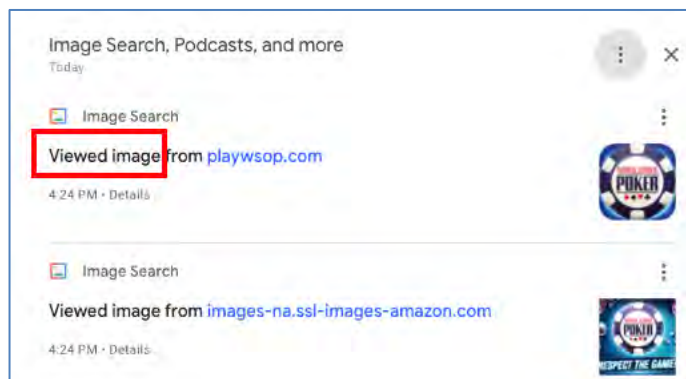 Image Search, Podcasts, and more
Today
Image Search
Viewed image from playwsop.com
4:24 PM • Details
POKER
Image Search
Viewed image from images-na.ssl-images-amazon.com
4:24 PM • Details
POKER
RESPECT THE GAME